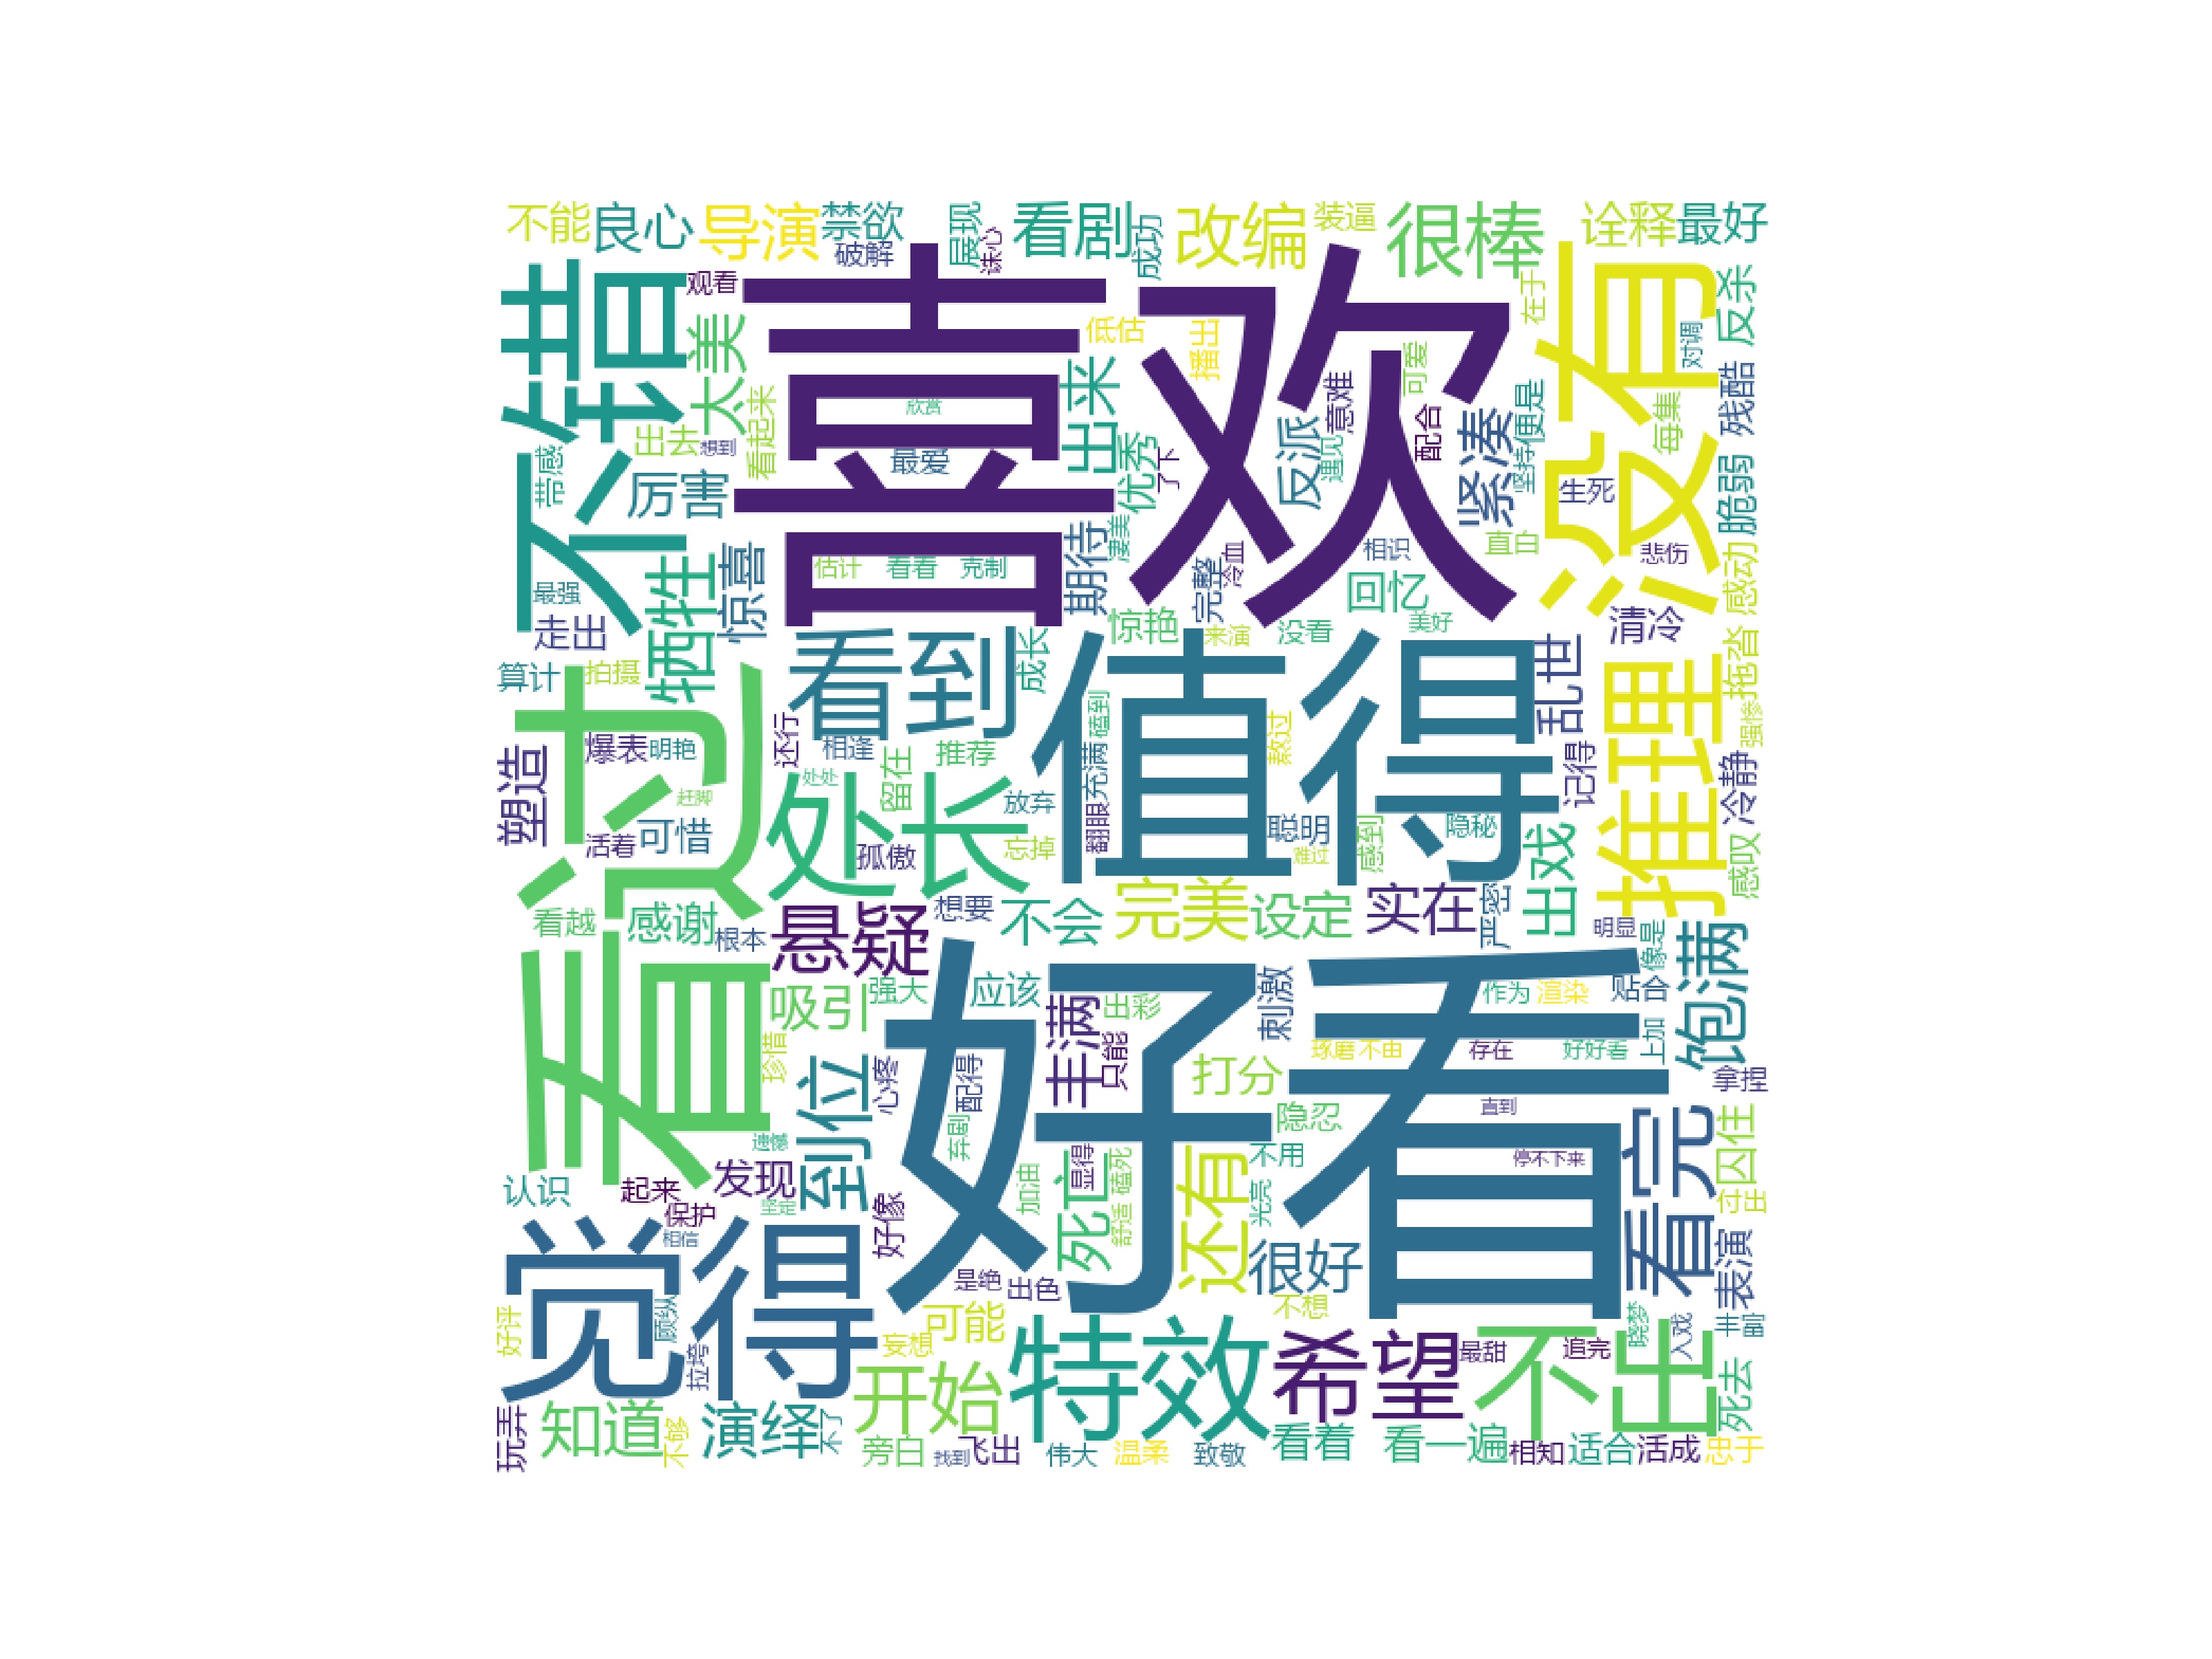 不能
良心
导演
禁欲
破解
展现
诛心
看剧
成功
改编
装逼
很棒
诠释
最好
不错
观看
太美
喜欢
低估
播出
可爱
在于
没有
对调
反杀
残酷
带感
出去
想到
看起来
欣赏
最爱
出来
优秀
了下
反派
意难
遇见
配合
紧凑
坚持
便是
每集
生死
脆弱
厉害
最强
走出
牺牲
惊喜
估计
看看
克制
期待
凄美
完整
冷血
相识
回忆
直白
悲伤
感动
清冷
算计
拍摄
看过
看到
成长
惊艳
来演
没看
美好
值得
乱世
推理
拖沓
强惨
塑造
爆表
明艳
还行
相逢
推荐
磕到
熬过
记得
冷静
赶脚
处处
处长
留在
放弃
充满
翻眼
聪明
隐秘
活着
可惜
孤傲
忘掉
难过
感到
出戏
感叹
看越
感谢
根本
悬疑
想要
不会
完美
设定
实在
严密
明显
像是
饱满
吸引
强大
应该
丰满
出彩
只能
刺激
作为
渲染
贴合
上加
珍惜
到位
心疼
配得
好看
打分
琢磨
不由
存在
好好看
拿捏
遗憾
弃剧
隐忍
直到
看完
囚住
认识
起来
发现
保护
相信
好像
加油
显得
死亡
磕死
舒适
还有
不用
光亮
停不下来
付出
表演
觉得
是绝
出色
很好
好评
顾纵
拉垮
妄想
可能
不想
特效
希望
最甜
追完
不出
晓梦
入戏
丰富
死去
玩弄
知道
不够
演绎
不了
开始
旁白
找到
飞出
伟大
温柔
致敬
看着
看一遍
相知
适合
活成
忠于